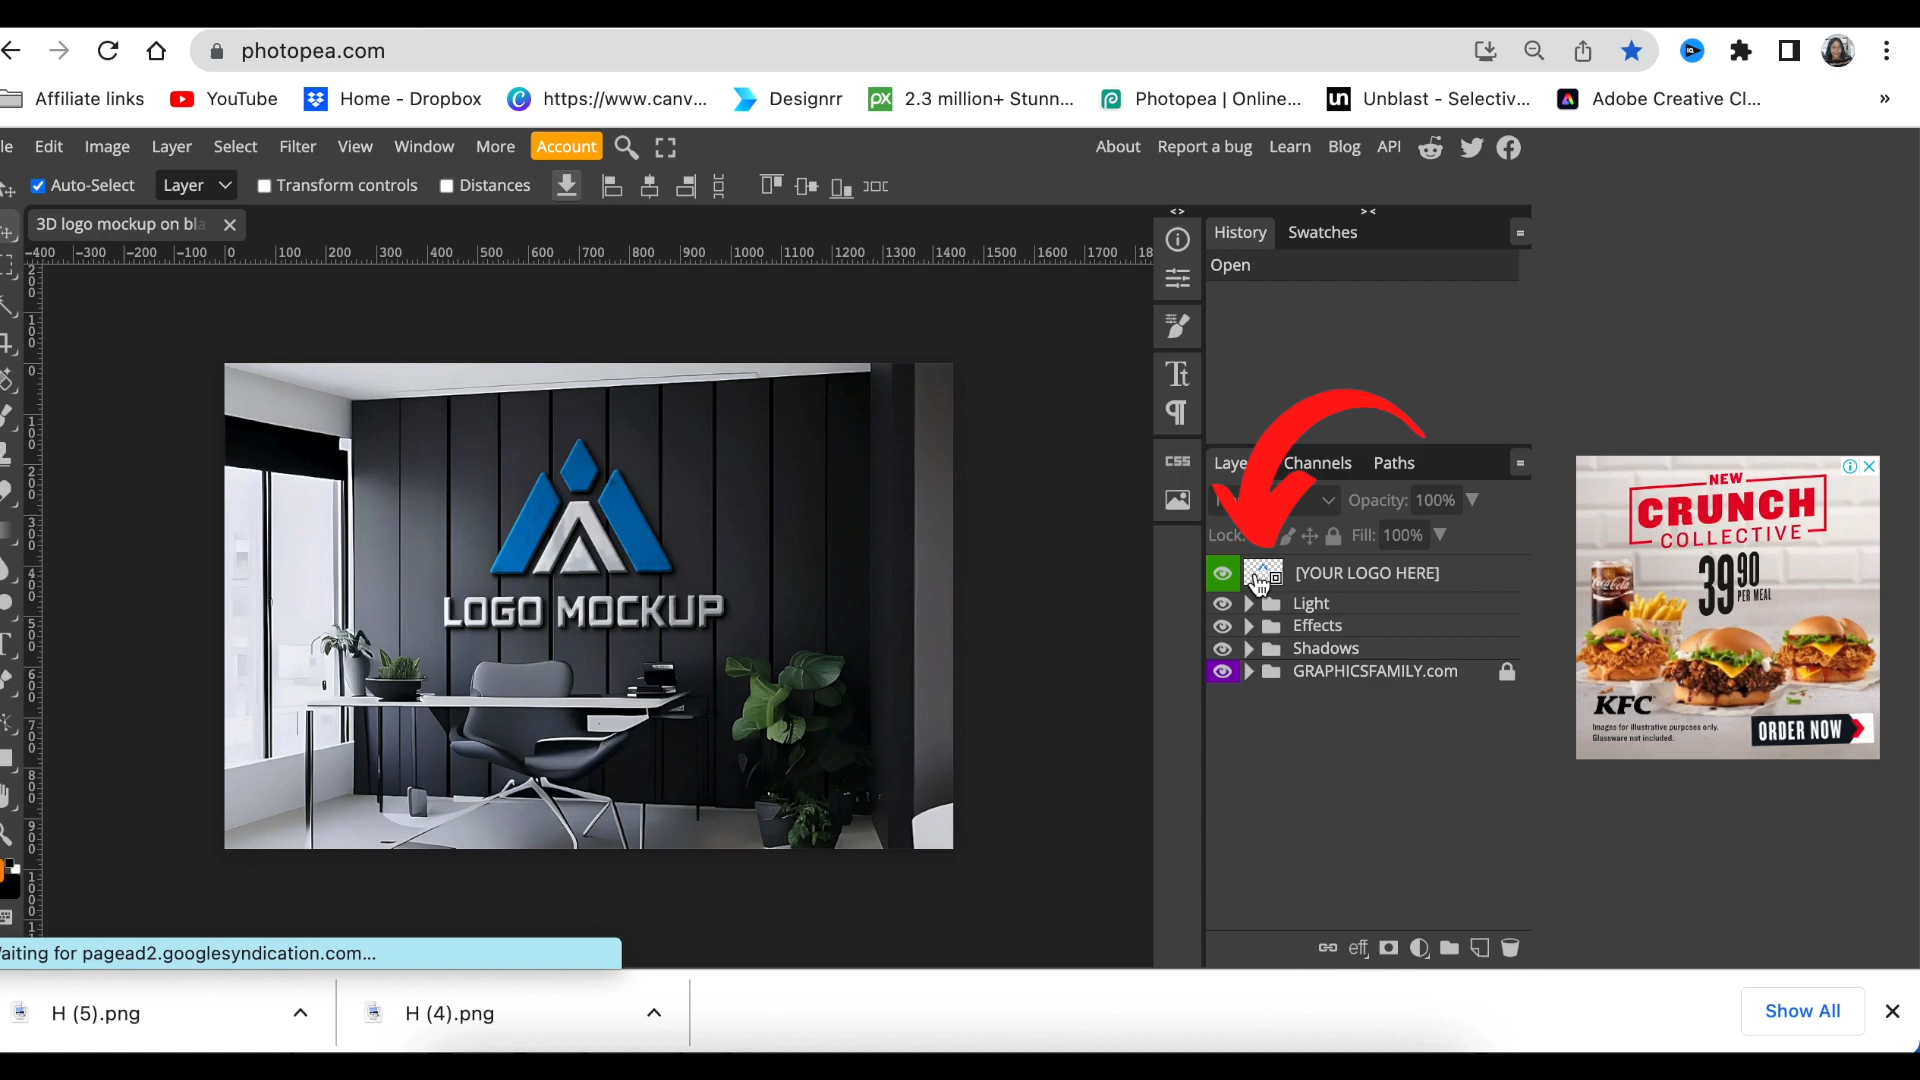 photopea.com
Affiliate links YouTube Home - Dropbox https://www.canv... Designrr 2.3 million+ Stunn... Photopea | Online... Unblast - Selectiv... Adobe Creative Cl... »
le Edit Image Layer Select Filter View Window More Account About Report a bug Learn Blog API
Auto-Select Layer Transform controls Distances
3D logo mockup on bla
-400 -300 -200 -100 0 100 200 300 400 500 600 700 800 900 1000 1100 1200 1300 1400 1500 1600 1700 18
History Swatches
Open
CSS
Channels Paths
Opacity: 100%
Lock: Fill: 100%
[YOUR LOGO HERE]
Light
Effects
Shadows
GRAPHICSFAMILY.com
eff
LOGO MOCKUP
NEW
CRUNCH
COLLECTIVE
39 90
PER MEAL
Coca-Cola
KFC
Images for illustrative purposes only.
Glassware not included.
ORDER NOW
aiting for pagead2.googlesyndication.com...
H (5).png H (4).png Show All